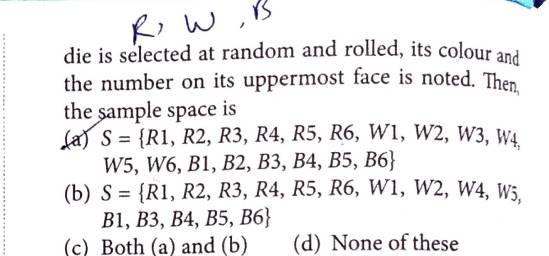 R, W, B
die is selected at random and rolled, its colour and
the number on its uppermost face is noted. Then,
the sample space is
(a) S = {R1, R2, R3, R4, R5, R6, W1, W2, W3, W4,
W5, W6, B1, B2, B3, B4, B5, B6}
(b) S = {R1, R2, R3, R4, R5, R6, W1, W2, W4, W5,
B1, B3, B4, B5, B6}
(c) Both (a) and (b) (d) None of these